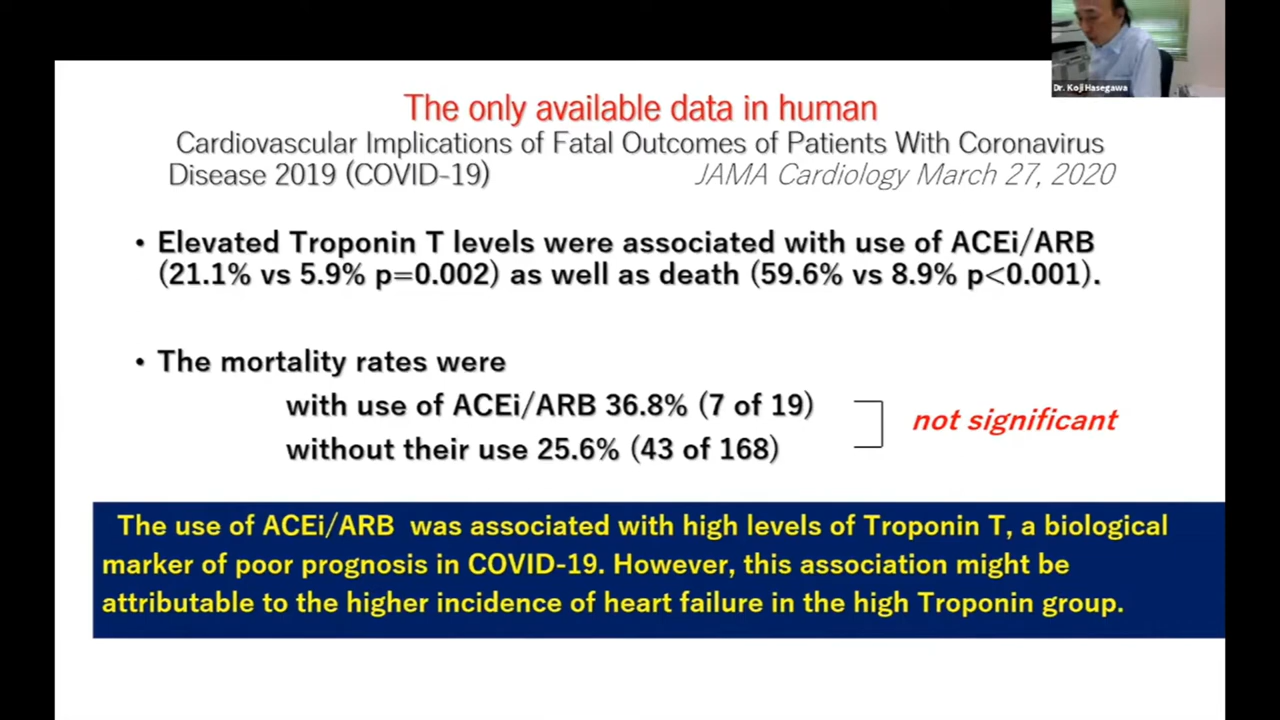 Dr. Koji Hasegawa
The only available data in human
Cardiovascular Implications of Fatal Outcomes of Patients With Coronavirus
Disease 2019 (COVID-19) JAMA Cardiology March 27, 2020
• Elevated Troponin T levels were associated with use of ACEi/ARB
(21.1% vs 5.9% p=0.002) as well as death (59.6% vs 8.9% p<0.001).
• The mortality rates were
with use of ACEi/ARB 36.8% (7 of 19)
not significant
without their use 25.6% (43 of 168)
The use of ACEi/ARB was associated with high levels of Troponin T, a biological
marker of poor prognosis in COVID-19. However, this association might be
attributable to the higher incidence of heart failure in the high Troponin group.